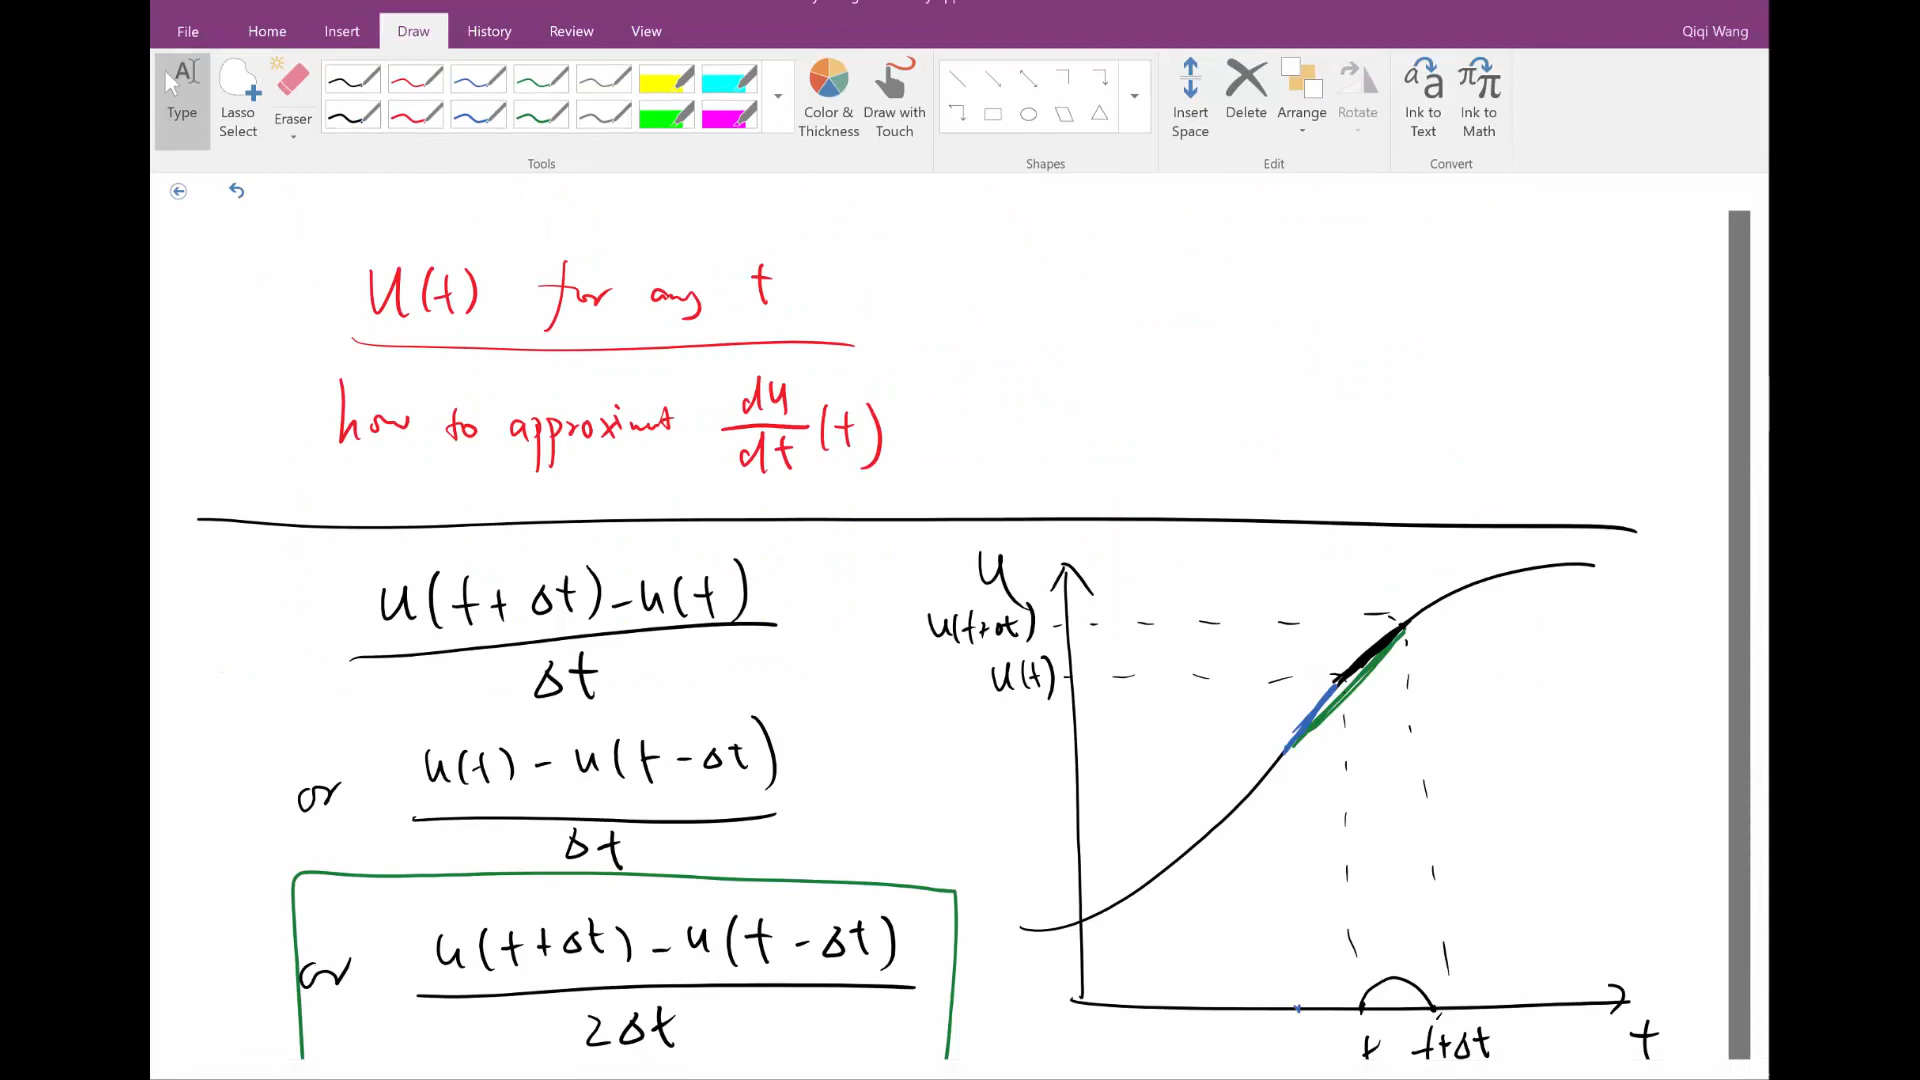 File Home Insert Draw History Review View Qiqi Wang
Type Lasso Select Eraser Color & Thickness Draw with Touch Insert Space Delete Arrange Rotate Ink to Text Ink to Math
Tools Shapes Edit Convert
U(t) for any t
how to approximat du/dt (t)
u(t+Δt)-u(t)
Δt
or u(t) - u(t-Δt)
Δt
or u(t+Δt) - u(t-Δt)
2Δt
u
u(t+Δt)
u(t)
t t+Δt t